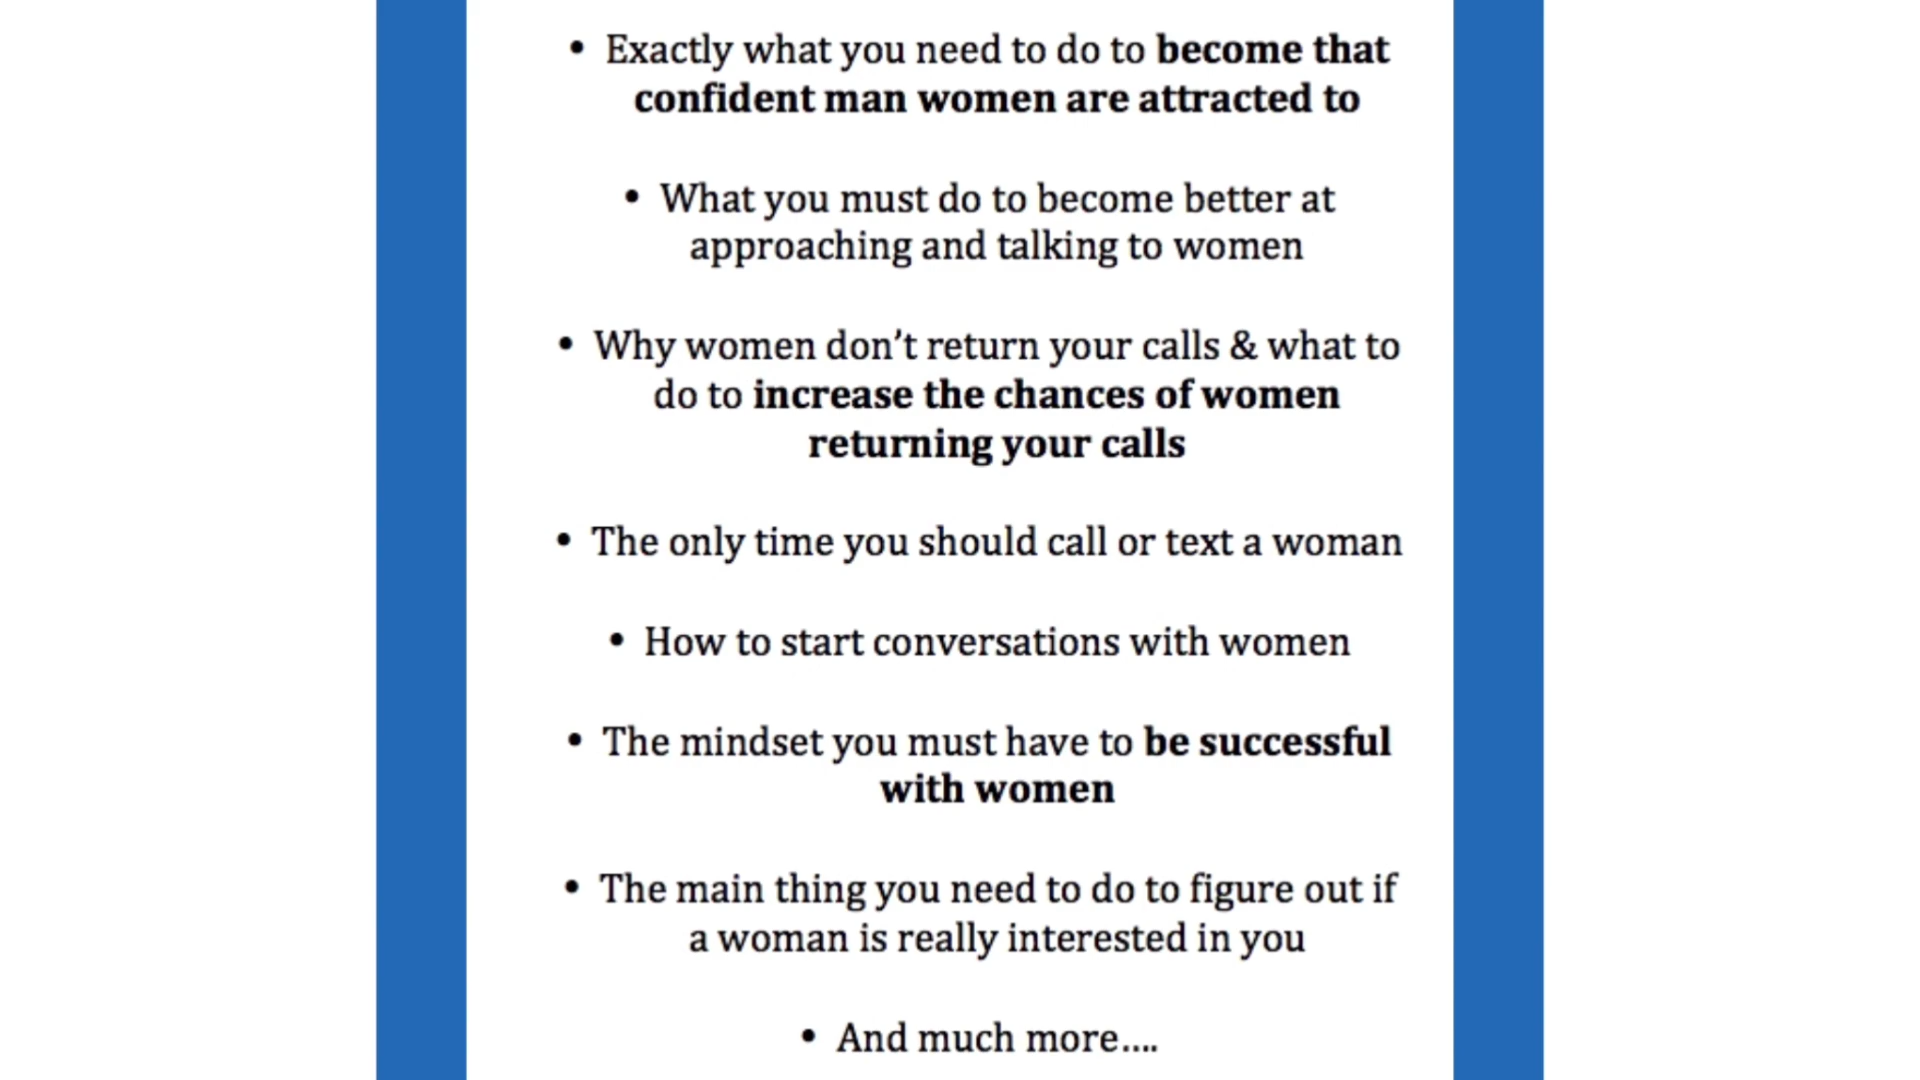 • Exactly what you need to do to become that
confident man women are attracted to
• What you must do to become better at
approaching and talking to women
• Why women don’t return your calls & what to
do to increase the chances of women
returning your calls
• The only time you should call or text a woman
• How to start conversations with women
• The mindset you must have to be successful
with women
• The main thing you need to do to figure out if
a woman is really interested in you
• And much more....